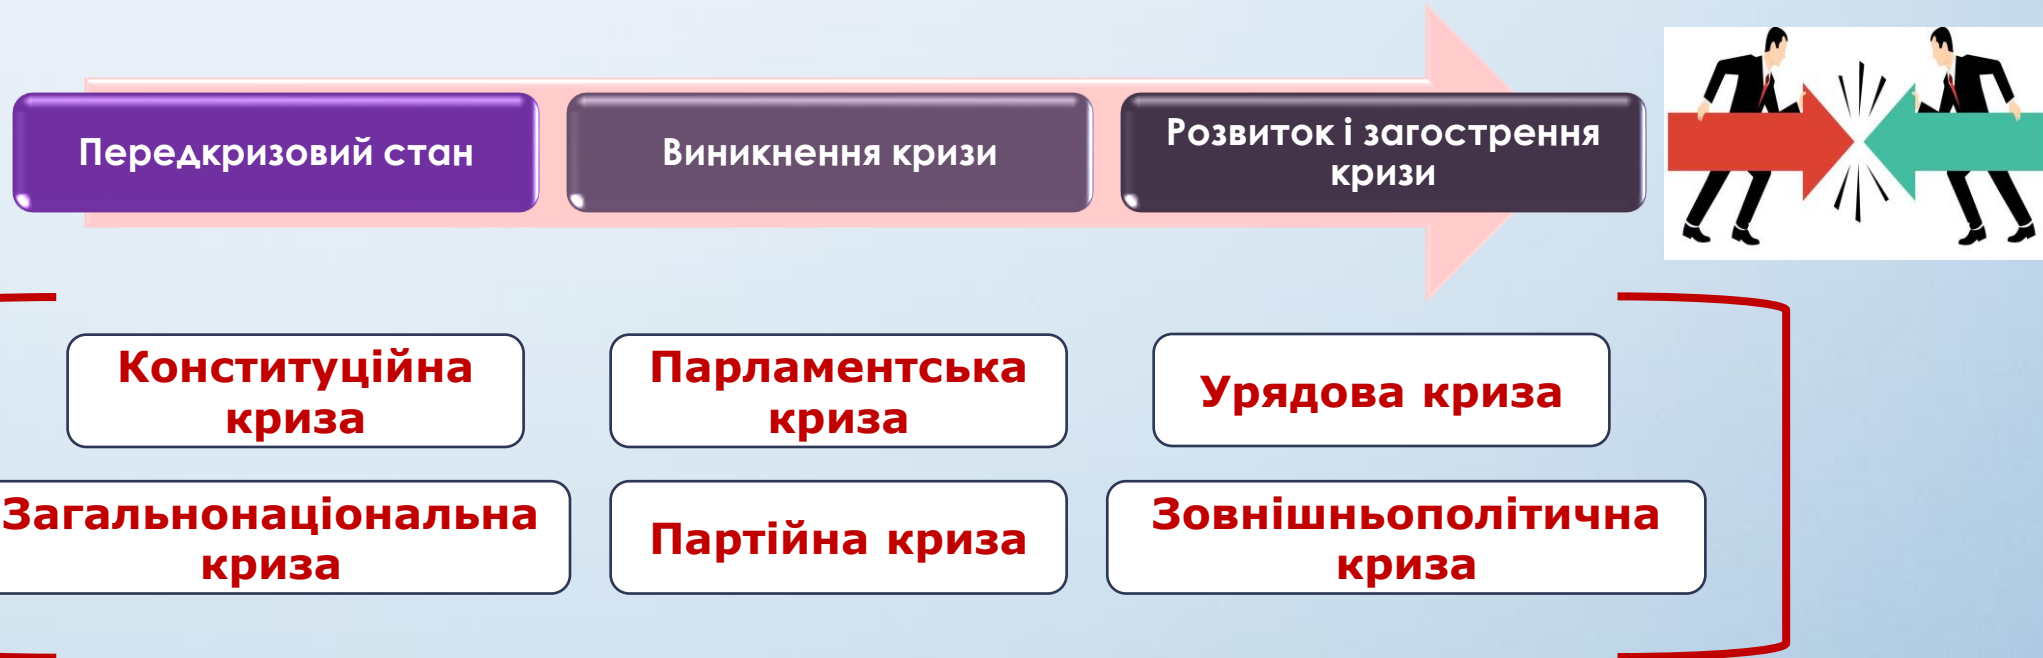 Передкризовий стан
Виникнення кризи
Розвиток і загострення
кризи
Конституційна
криза
Парламентська
криза
Урядова криза
Загальнонаціональна
криза
Партійна криза
Зовнішньополітична
криза